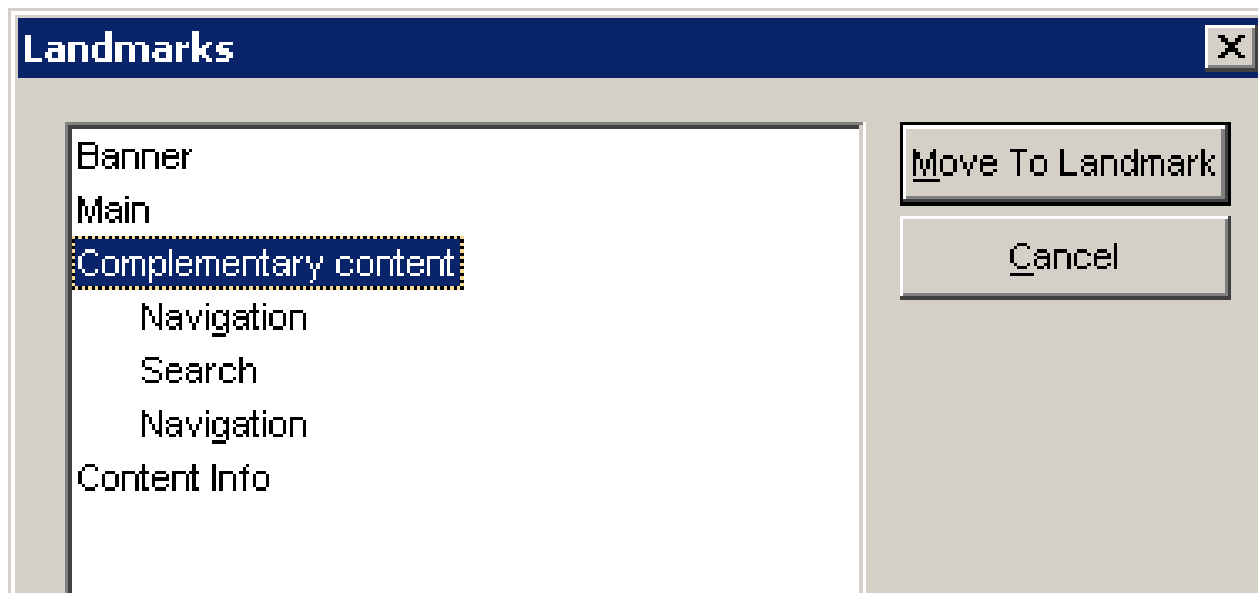 Landmarks
Banner
Main
Complementary content
Navigation
Search
Navigation
Content Info
Move To Landmark
Cancel